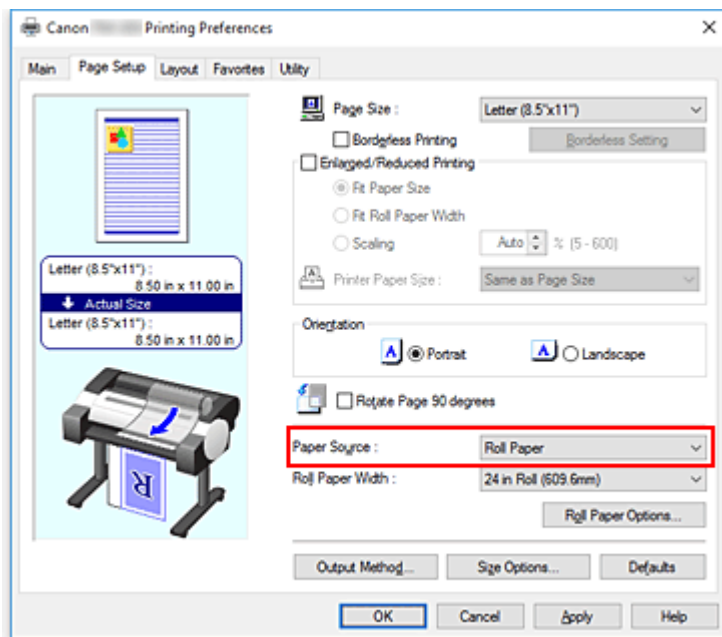 Canon Printing Preferences
Main Page Setup Layout Favorites Utility
Page Size : Letter (8.5"x11")
Borderless Printing Borderless Setting
Enlarged/Reduced Printing
Fit Paper Size
Fit Roll Paper Width
Scaling Auto % (5 - 600)
Printer Paper Size : Same as Page Size
Letter (8.5"x11") :
8.50 in x 11.00 in
Actual Size
Letter (8.5"x11") :
8.50 in x 11.00 in
Orientation
A Portrait A Landscape
Rotate Page 90 degrees
Paper Source : Roll Paper
Roll Paper Width : 24 in Roll (609.6mm)
R
Roll Paper Options...
Output Method... Size Options... Defaults
OK Cancel Apply Help